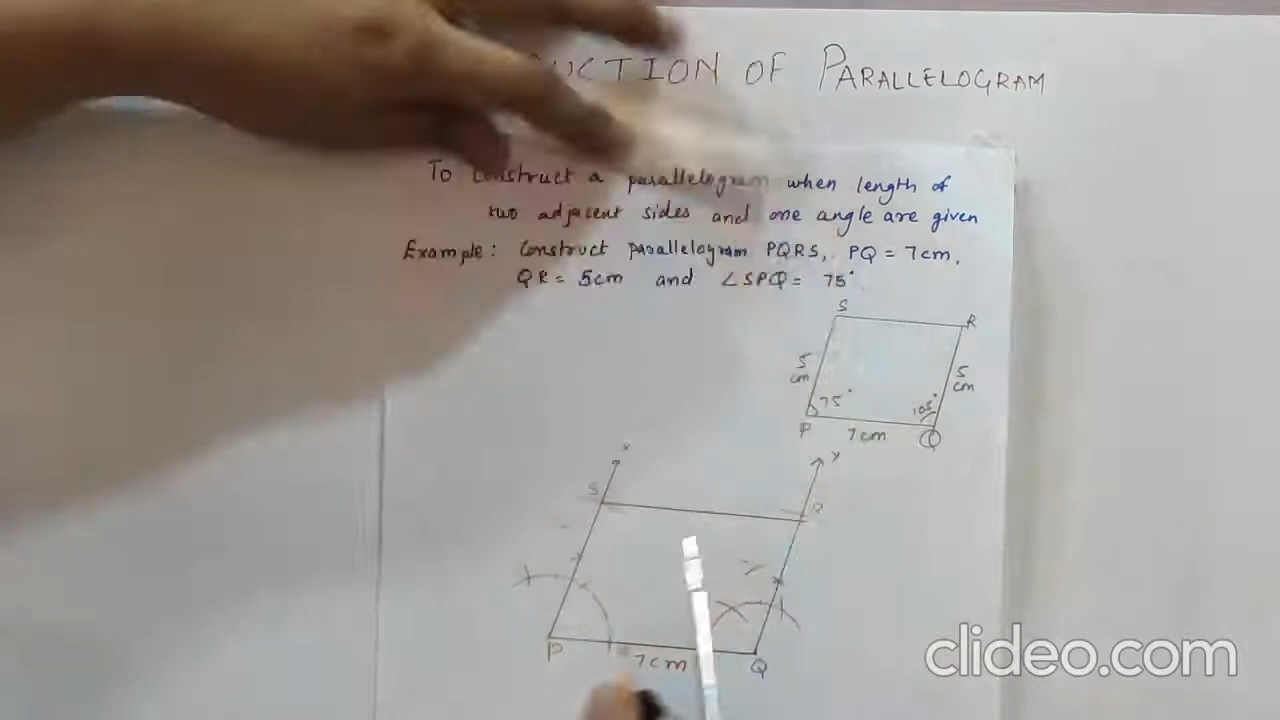 UCTION OF PARALLELOGRAM
To construct a parallelogram when length of
two adjacent sides and one angle are given
Example: Construct parallelogram PQRS, PQ = 7cm,
QR = 5cm and ∠SPQ = 75°
S
R
5
cm
5
cm
75°
105°
P
7cm
Q
x
y
S
R
P
7cm
Q
clideo.com